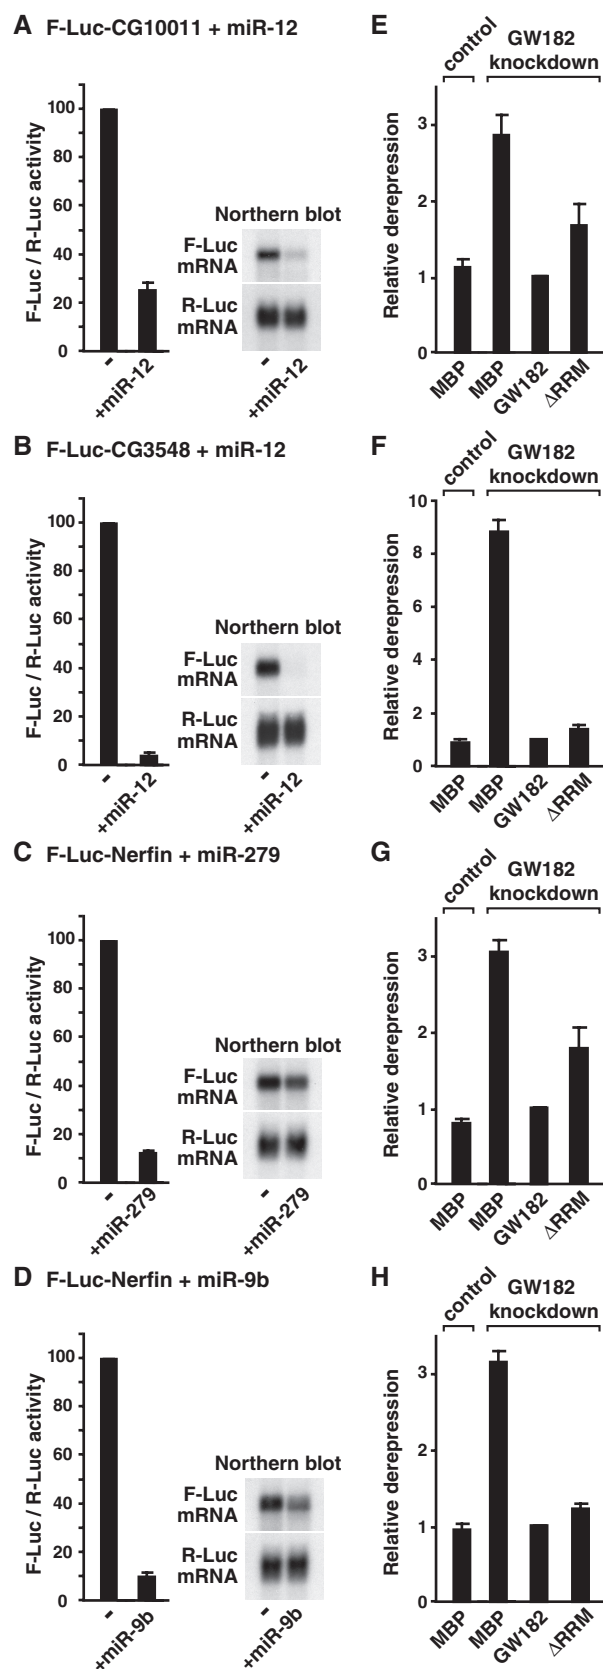 A F-Luc-CG10011 + miR-12
F-Luc / R-Luc activity
100
80
60
40
20
0
-
+miR-12
Northern blot
F-Luc
mRNA
R-Luc
mRNA
-
+miR-12
E
control
GW182
knockdown
Relative derepression
3
2
1
0
MBP
MBP
GW182
ΔRRM
B F-Luc-CG3548 + miR-12
F-Luc / R-Luc activity
100
80
60
40
20
0
-
+miR-12
Northern blot
F-Luc
mRNA
R-Luc
mRNA
-
+miR-12
F
control
GW182
knockdown
Relative derepression
10
8
6
4
2
0
MBP
MBP
GW182
ΔRRM
C F-Luc-Nerfin + miR-279
F-Luc / R-Luc activity
100
80
60
40
20
0
-
+miR-279
Northern blot
F-Luc
mRNA
R-Luc
mRNA
-
+miR-279
G
control
GW182
knockdown
Relative derepression
3
2
1
0
MBP
MBP
GW182
ΔRRM
D F-Luc-Nerfin + miR-9b
F-Luc / R-Luc activity
100
80
60
40
20
0
-
+miR-9b
Northern blot
F-Luc
mRNA
R-Luc
mRNA
-
+miR-9b
H
control
GW182
knockdown
Relative derepression
3
2
1
0
MBP
MBP
GW182
ΔRRM